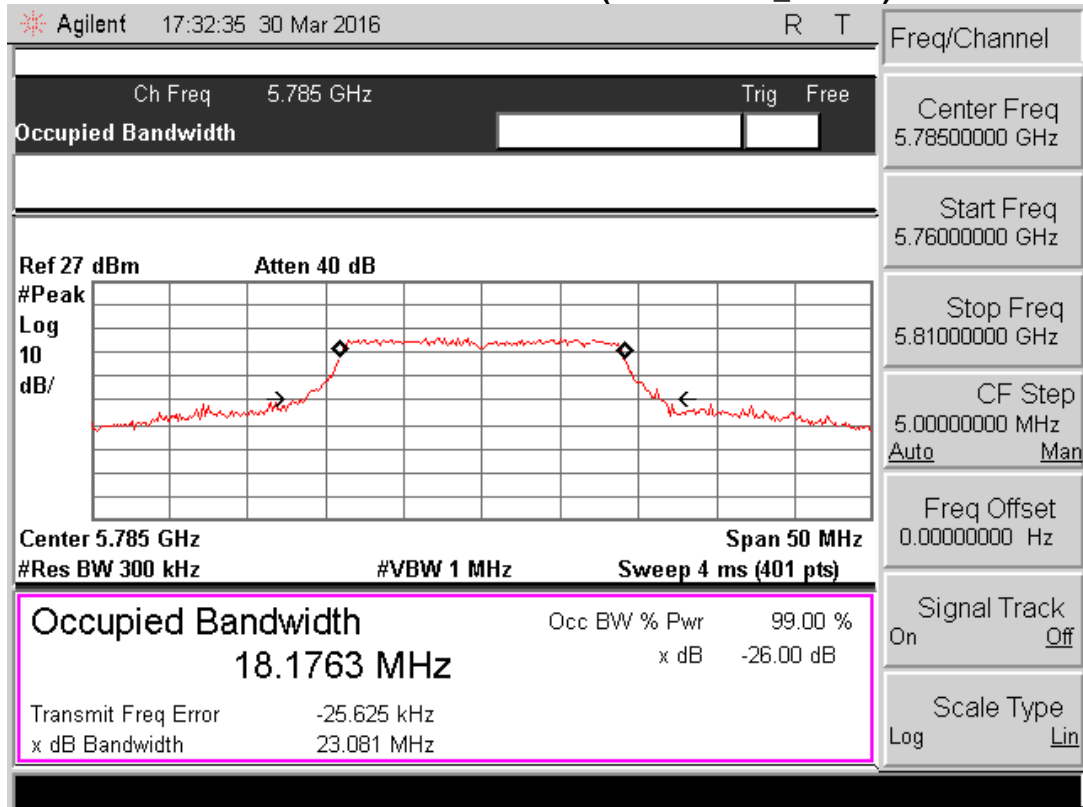 Agilent 17:32:35 30 Mar 2016 R T
Freq/Channel
Ch Freq 5.785 GHz Trig Free
Occupied Bandwidth
Center Freq
5.78500000 GHz
Start Freq
5.76000000 GHz
Stop Freq
5.81000000 GHz
CF Step
5.00000000 MHz
Auto Man
Freq Offset
0.00000000 Hz
Signal Track
On Off
Scale Type
Log Lin
Ref 27 dBm Atten 40 dB
#Peak
Log
10
dB/
Center 5.785 GHz Span 50 MHz
#Res BW 300 kHz #VBW 1 MHz Sweep 4 ms (401 pts)
Occupied Bandwidth Occ BW % Pwr 99.00 %
18.1763 MHz x dB -26.00 dB
Transmit Freq Error -25.625 kHz
x dB Bandwidth 23.081 MHz